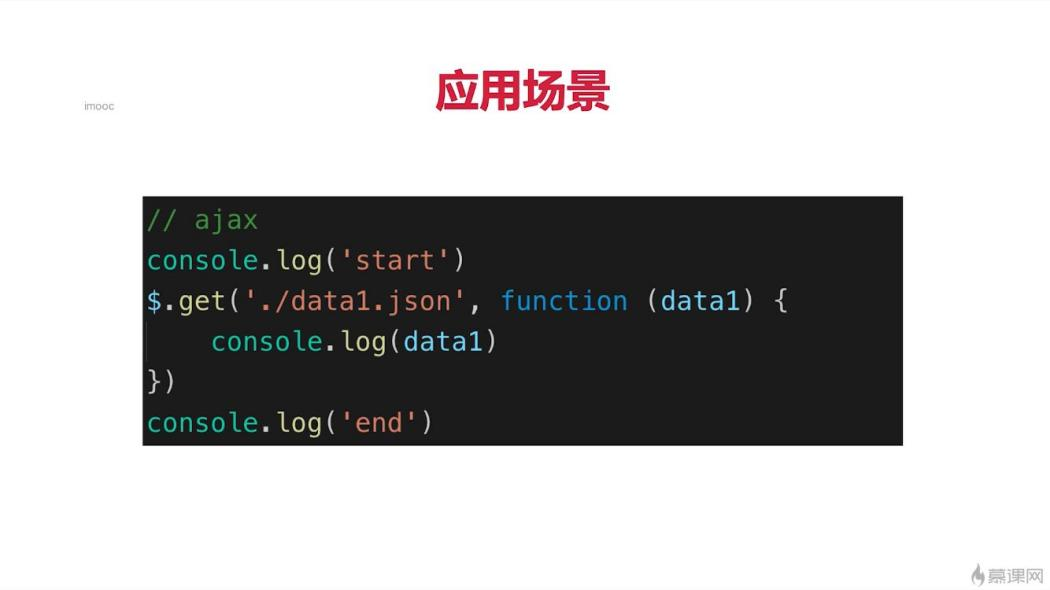 应用场景
imooc
// ajax
console.log('start')
$.get('./data1.json', function (data1) {
    console.log(data1)
})
console.log('end')
慕课网